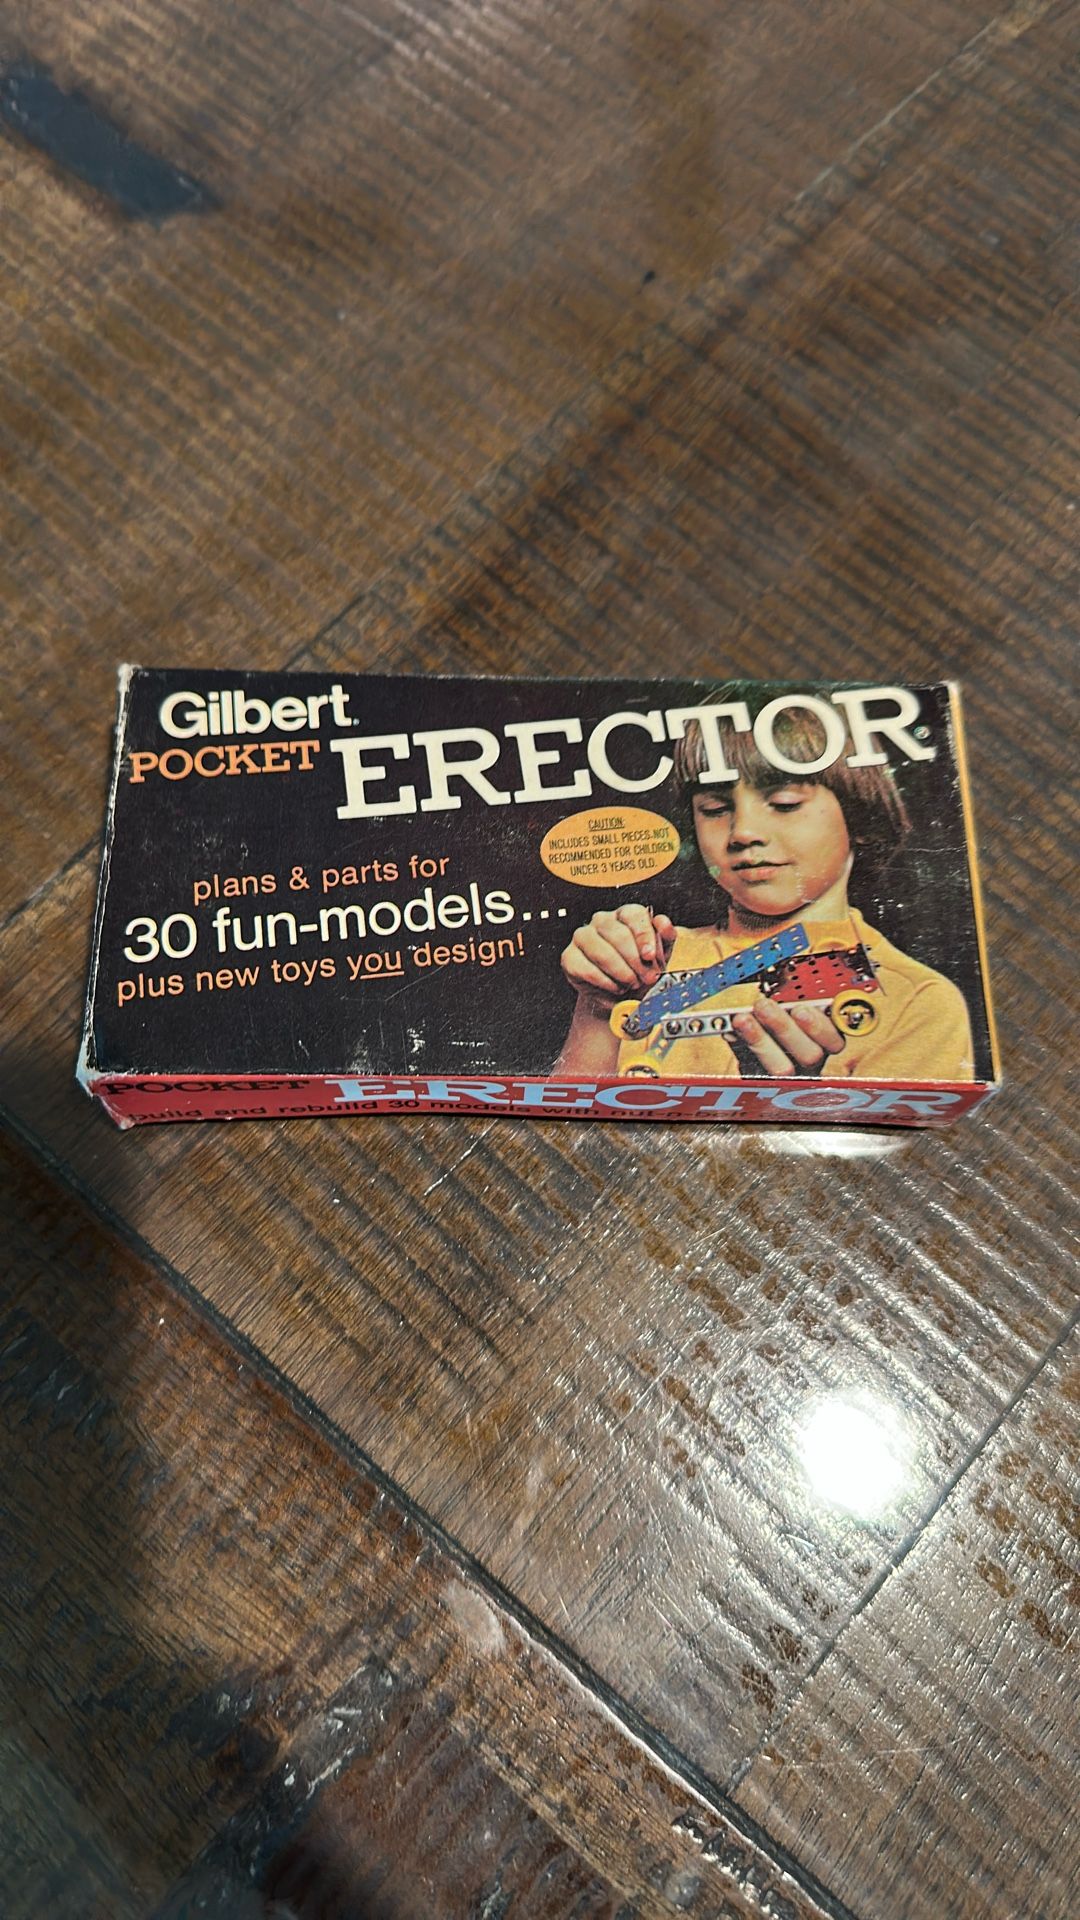 Gilbert.
POCKET ERECTOR®
CAUTION:
INCLUDES SMALL PIECES. NOT
RECOMMENDED FOR CHILDREN
UNDER 3 YEARS OLD.
plans & parts for
30 fun-models...
plus new toys you design!
POCKET ERECTOR
build and rebuild 30 models with